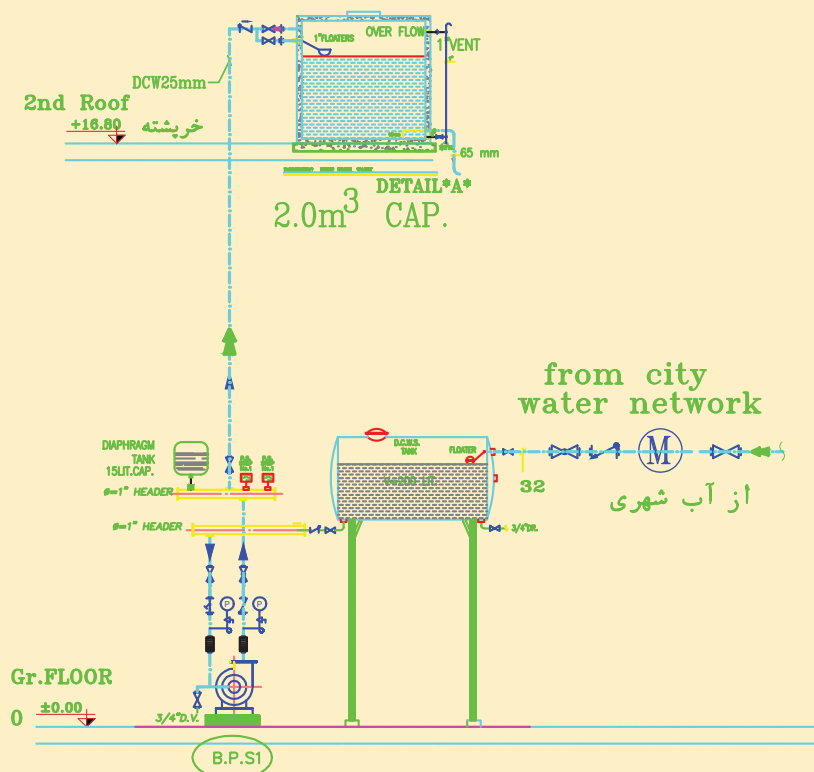 OVER FLOW
1"FLOATERS
1"VENT
DCW25mm
2nd Roof
+16.80
خرپشته
65 mm
DETAIL"A"
2.0m³ CAP.
from city
water network
DIAPHRAGM
TANK
15LIT.CAP.
D.C.W.S.
TANK
FLOATER
M
32
از آب شهری
Ø=1" HEADER
Ø=1" HEADER
3/4"DR.
P
P
Gr.FLOOR
0
±0.00
3/4"D.V.
B.P.S1